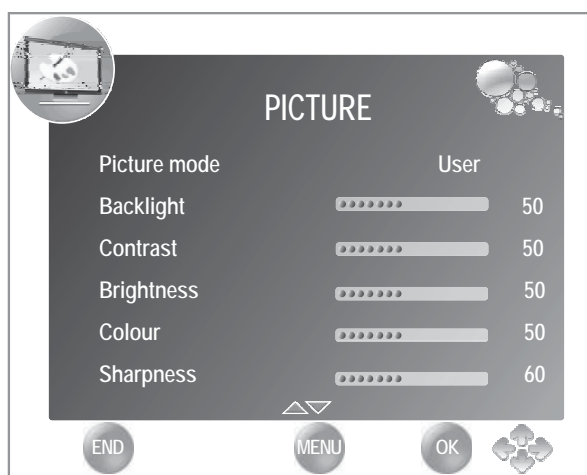 PICTURE
Picture mode User
Backlight 50
Contrast 50
Brightness 50
Colour 50
Sharpness 60
END MENU OK